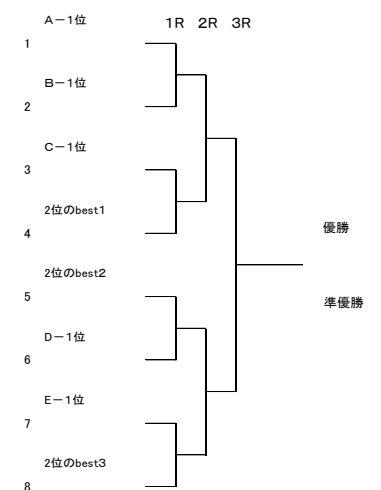 1R 2R 3R
A－1位
1
B－1位
2
C－1位
3
2位のbest1
4
2位のbest2
5
D－1位
6
E－1位
7
2位のbest3
8
優勝
準優勝